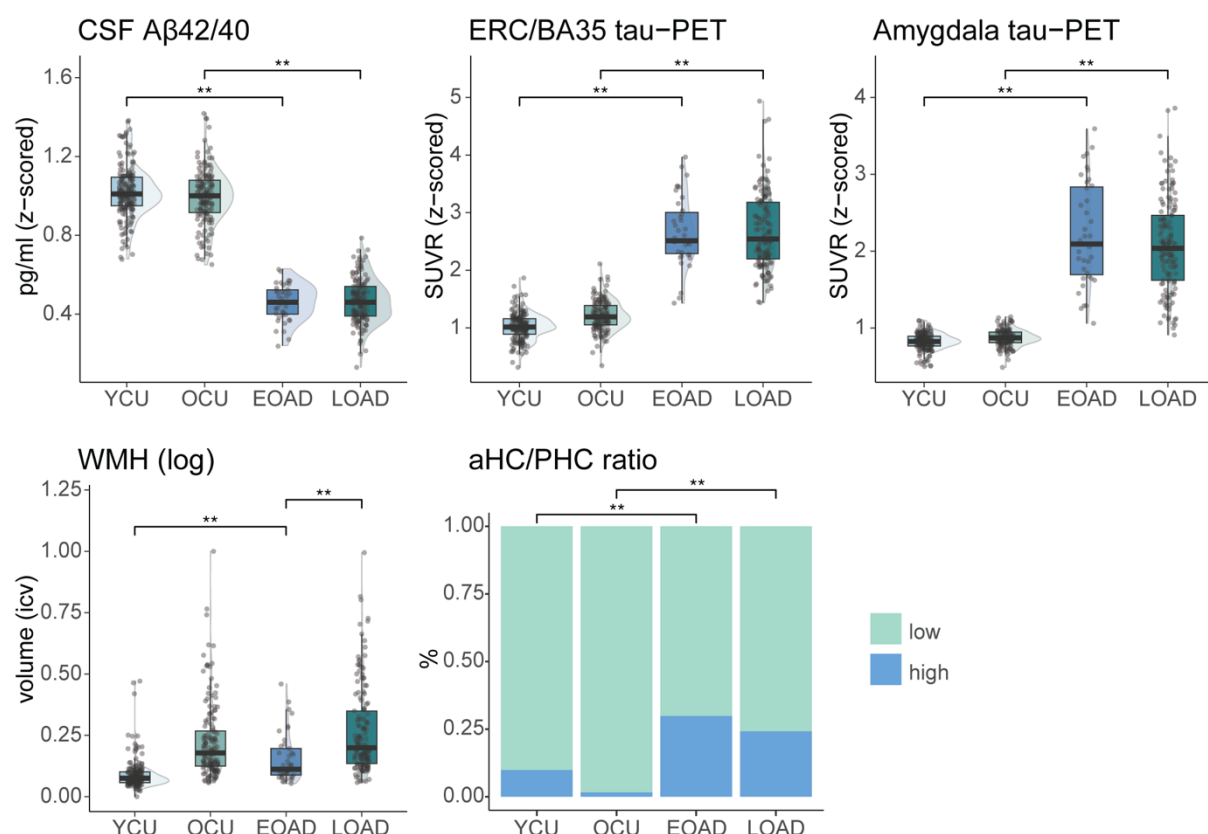 CSF Aβ42/40
pg/ml (z-scored)
1.6
1.2
0.8
0.4
**
**
YCU OCU EOAD LOAD
ERC/BA35 tau−PET
SUVR (z−scored)
5
4
3
2
1
**
**
YCU OCU EOAD LOAD
Amygdala tau−PET
SUVR (z−scored)
4
3
2
1
**
**
YCU OCU EOAD LOAD
WMH (log)
volume (icv)
1.25
1.00
0.75
0.50
0.25
0.00
**
**
YCU OCU EOAD LOAD
aHC/PHC ratio
%
1.00
0.75
0.50
0.25
0.00
**
**
YCU OCU EOAD LOAD
low
high